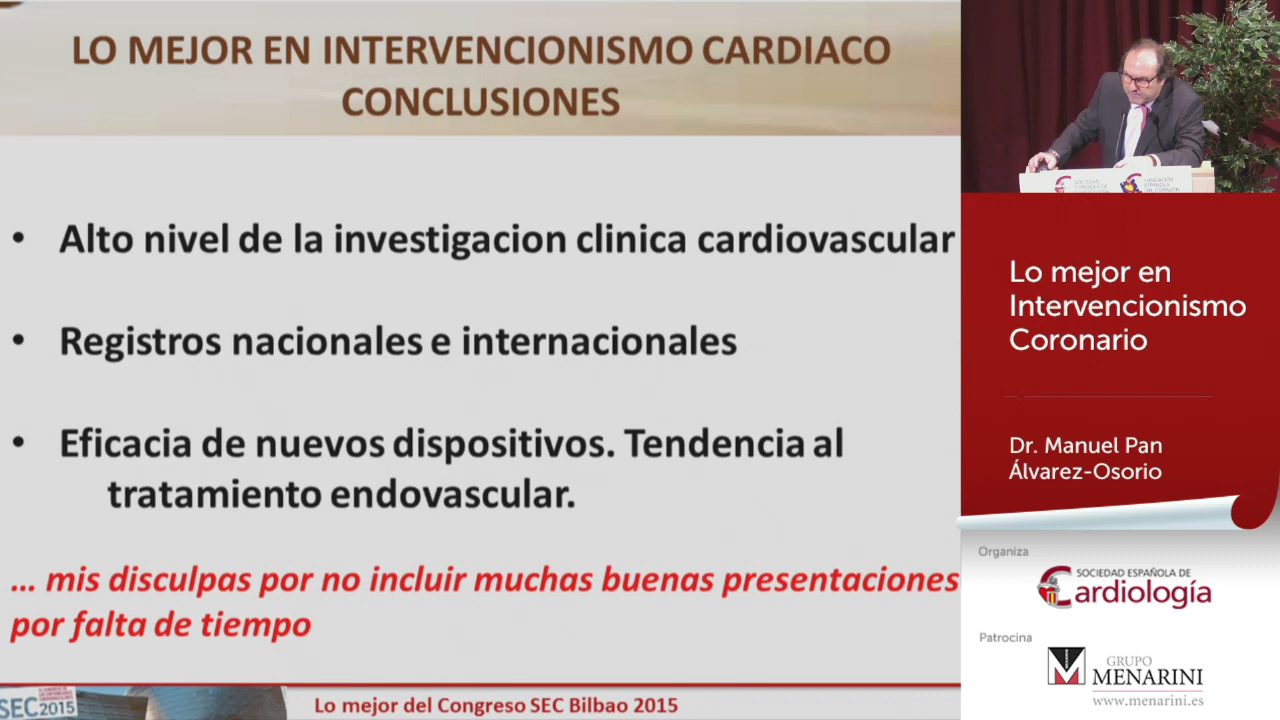 LO MEJOR EN INTERVENCIONISMO CARDIACO
CONCLUSIONES
• Alto nivel de la investigacion clinica cardiovascular
• Registros nacionales e internacionales
• Eficacia de nuevos dispositivos. Tendencia al
tratamiento endovascular.
... mis disculpas por no incluir muchas buenas presentaciones
por falta de tiempo
SEC2015
Lo mejor del Congreso SEC Bilbao 2015
Lo mejor en
Intervencionismo
Coronario
Dr. Manuel Pan
Álvarez-Osorio
Organiza
SOCIEDAD ESPAÑOLA DE
Cardiología
Patrocina
GRUPO
MENARINI
www.menarini.es